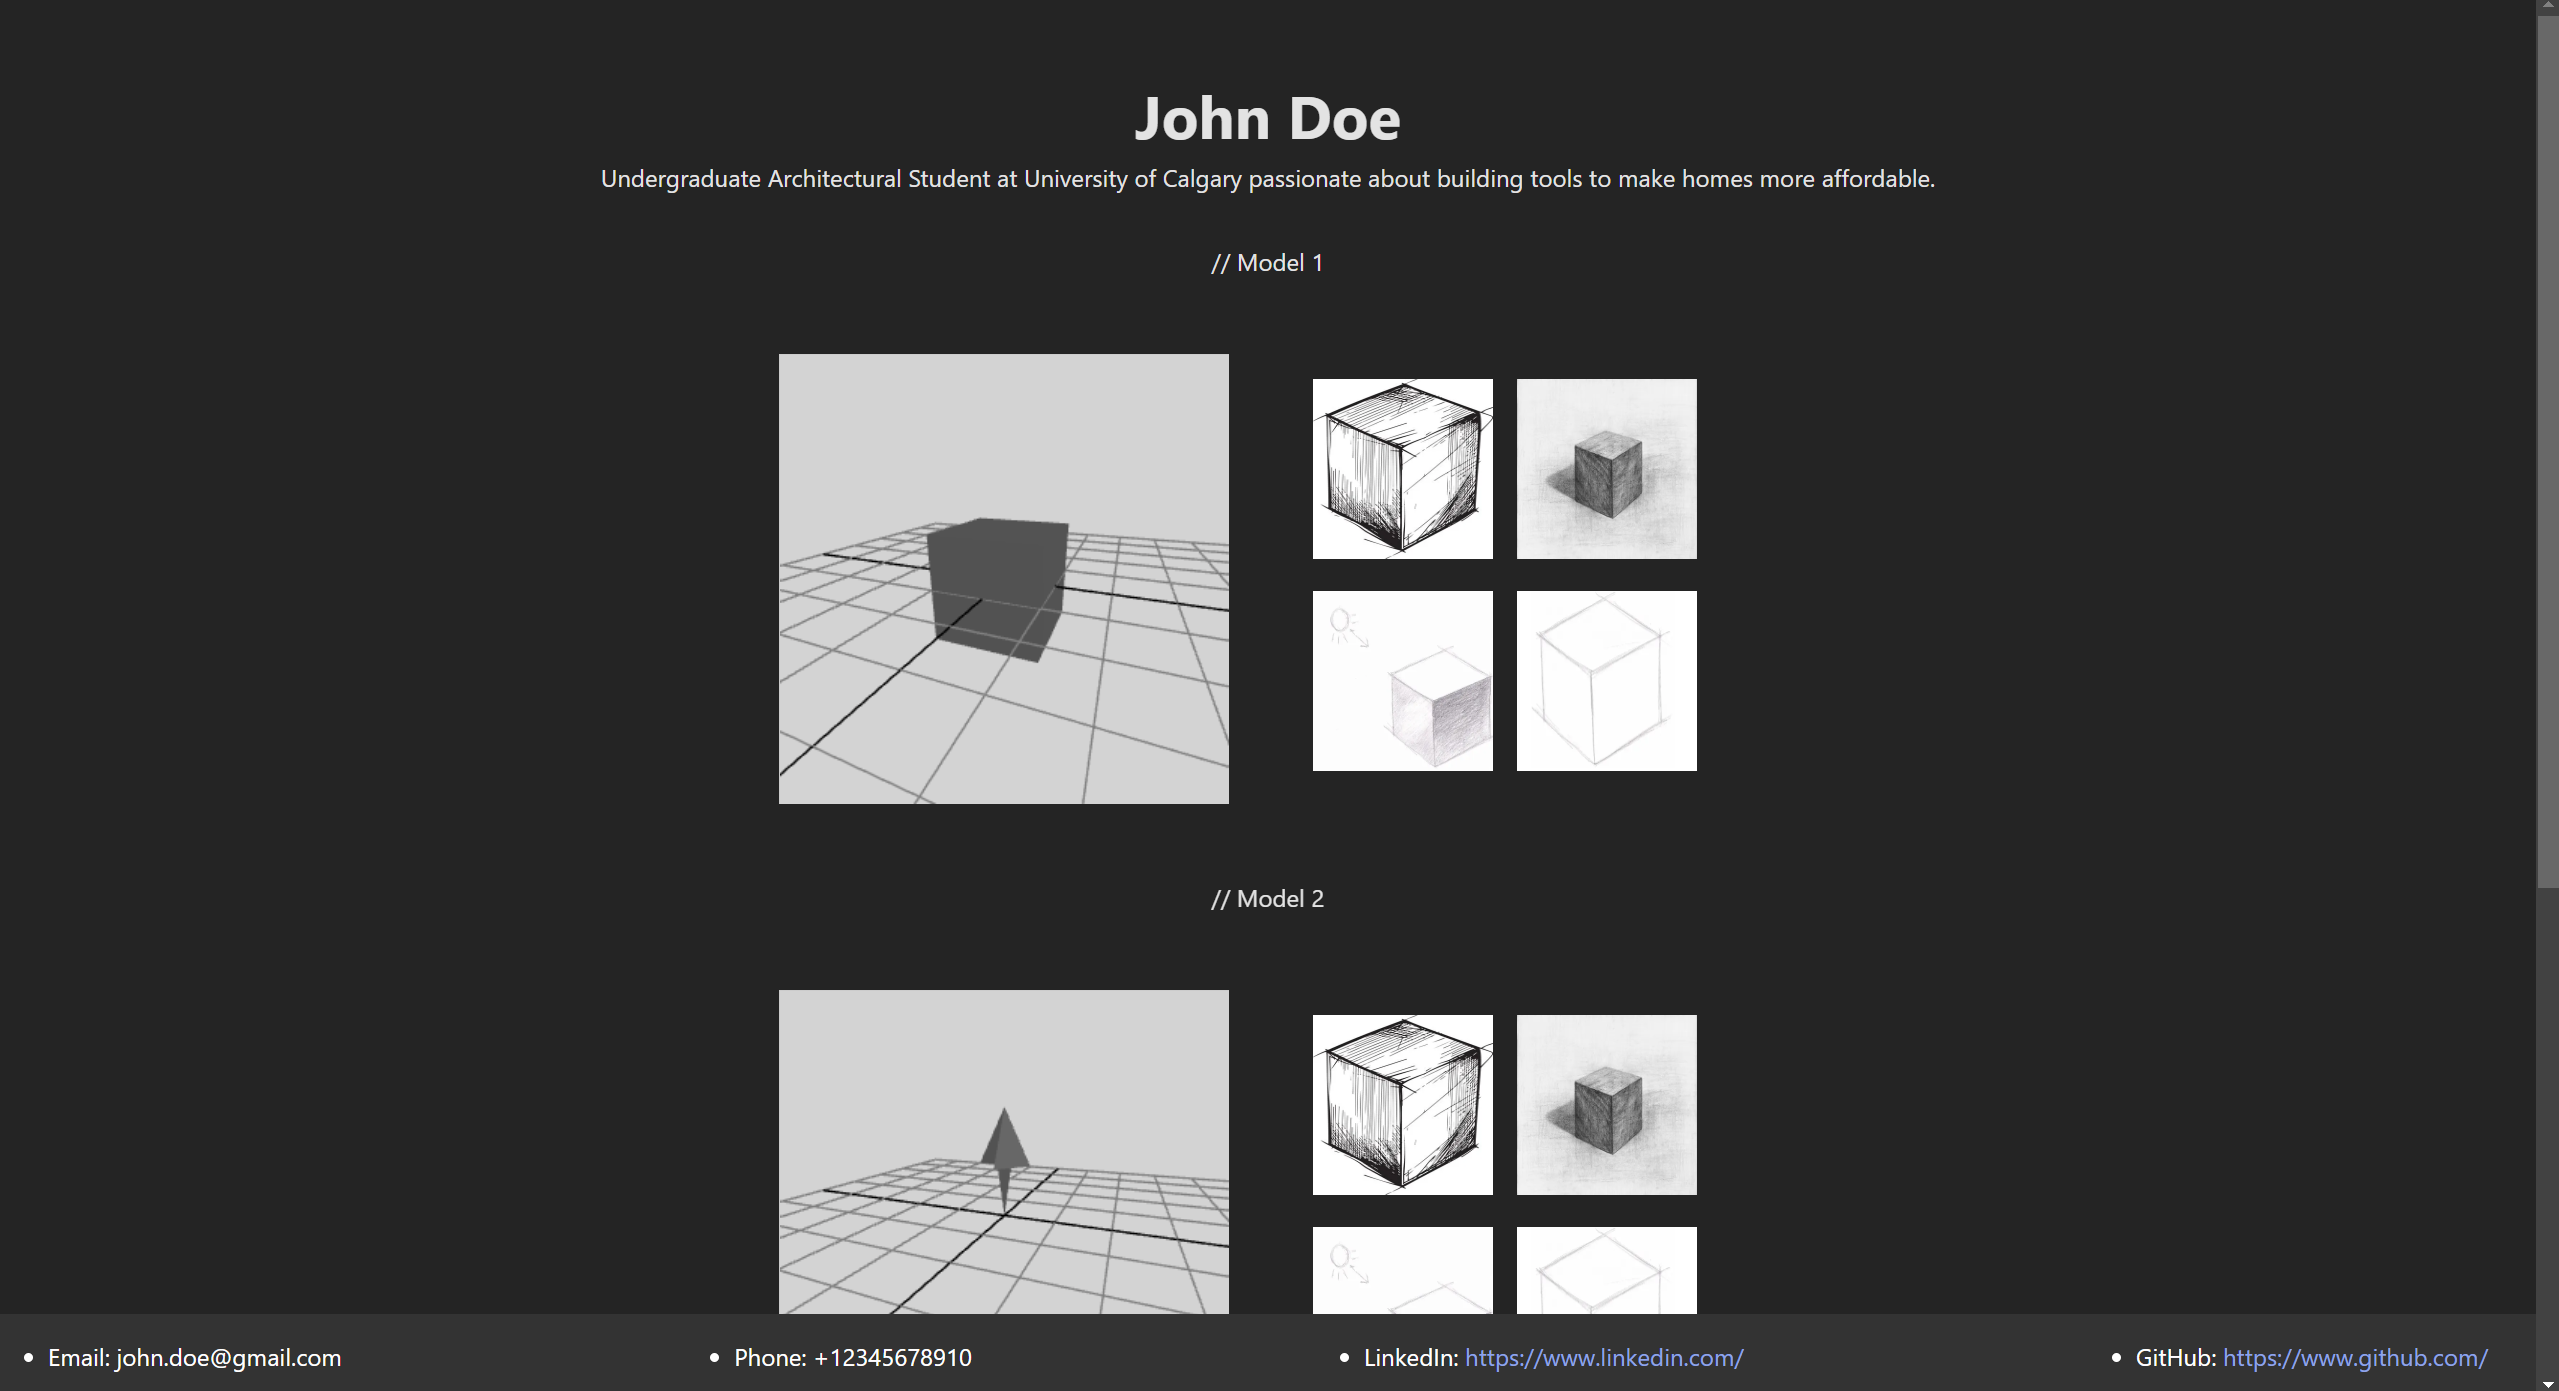 John Doe
Undergraduate Architectural Student at University of Calgary passionate about building tools to make homes more affordable.
// Model 1
// Model 2
Email: john.doe@gmail.com
Phone: +12345678910
LinkedIn: https://www.linkedin.com/
GitHub: https://www.github.com/